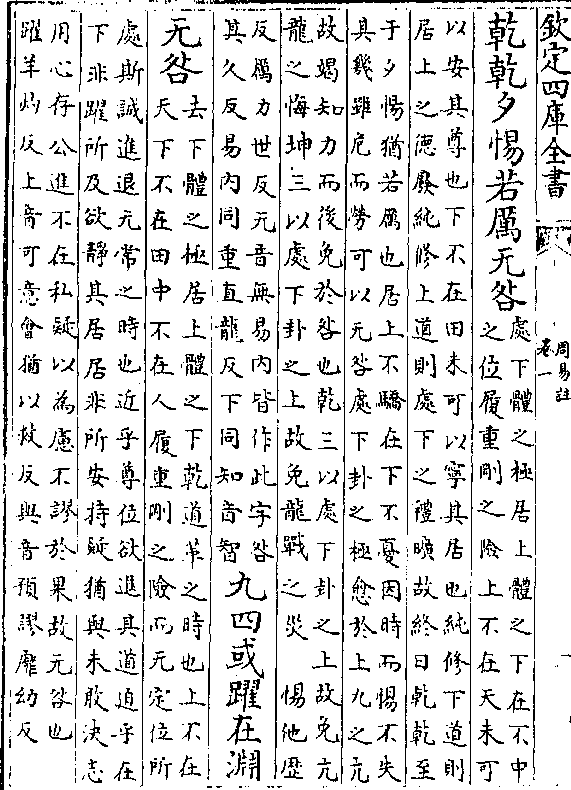 欽定四庫全書
周易註
卷一
乾乾夕惕若厲无咎
處下體之極居上體之下在不中
之位履重剛之險上不在天未可
以安其尊也下不在田未可以寧其居也純修下道則
居上之德廢純修上道則處下之禮曠故終日乾乾至
于夕惕猶若厲也居上不驕在下不憂因時而惕不失
其幾雖危而勞可以无咎處下卦之極愈於上九之亢
故竭知力而後免於咎也乾三以處下卦之上故免亢
龍之悔坤三以處下卦之上故免龍戰之災 惕他歴
反厲力世反无音無易内皆作此字咎
其久反易内同重直龍反下同知音智
九四或躍在淵
无咎
去下體之極居上體之下乾道革之時也上不在
天下不在田中不在人履重剛之險而无定位所
處斯誠進退无常之時也近乎尊位欲進其道迫乎在
下非躍所及欲靜其居居非所安持疑猶與未敢決志
用心存公進不在私疑以為慮不謬於果故无咎也
躍羊灼反上音可意會猶以救反與音預謬靡幼反